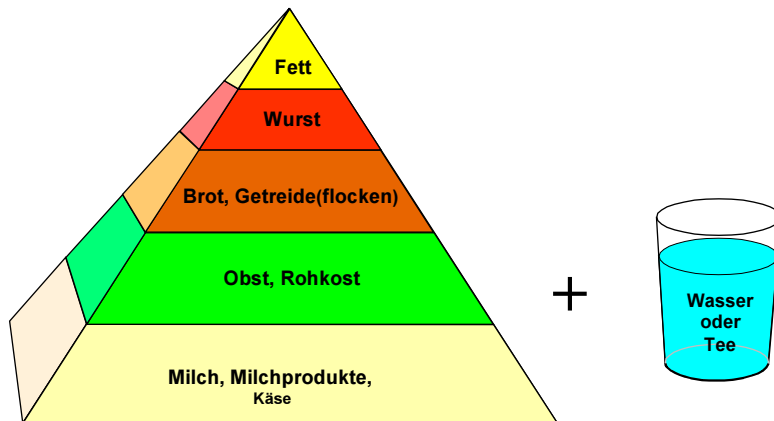 Fett
Wurst
Brot, Getreide(flocken)
Obst, Rohkost
Milch, Milchprodukte,
Käse
Wasser
oder
Tee